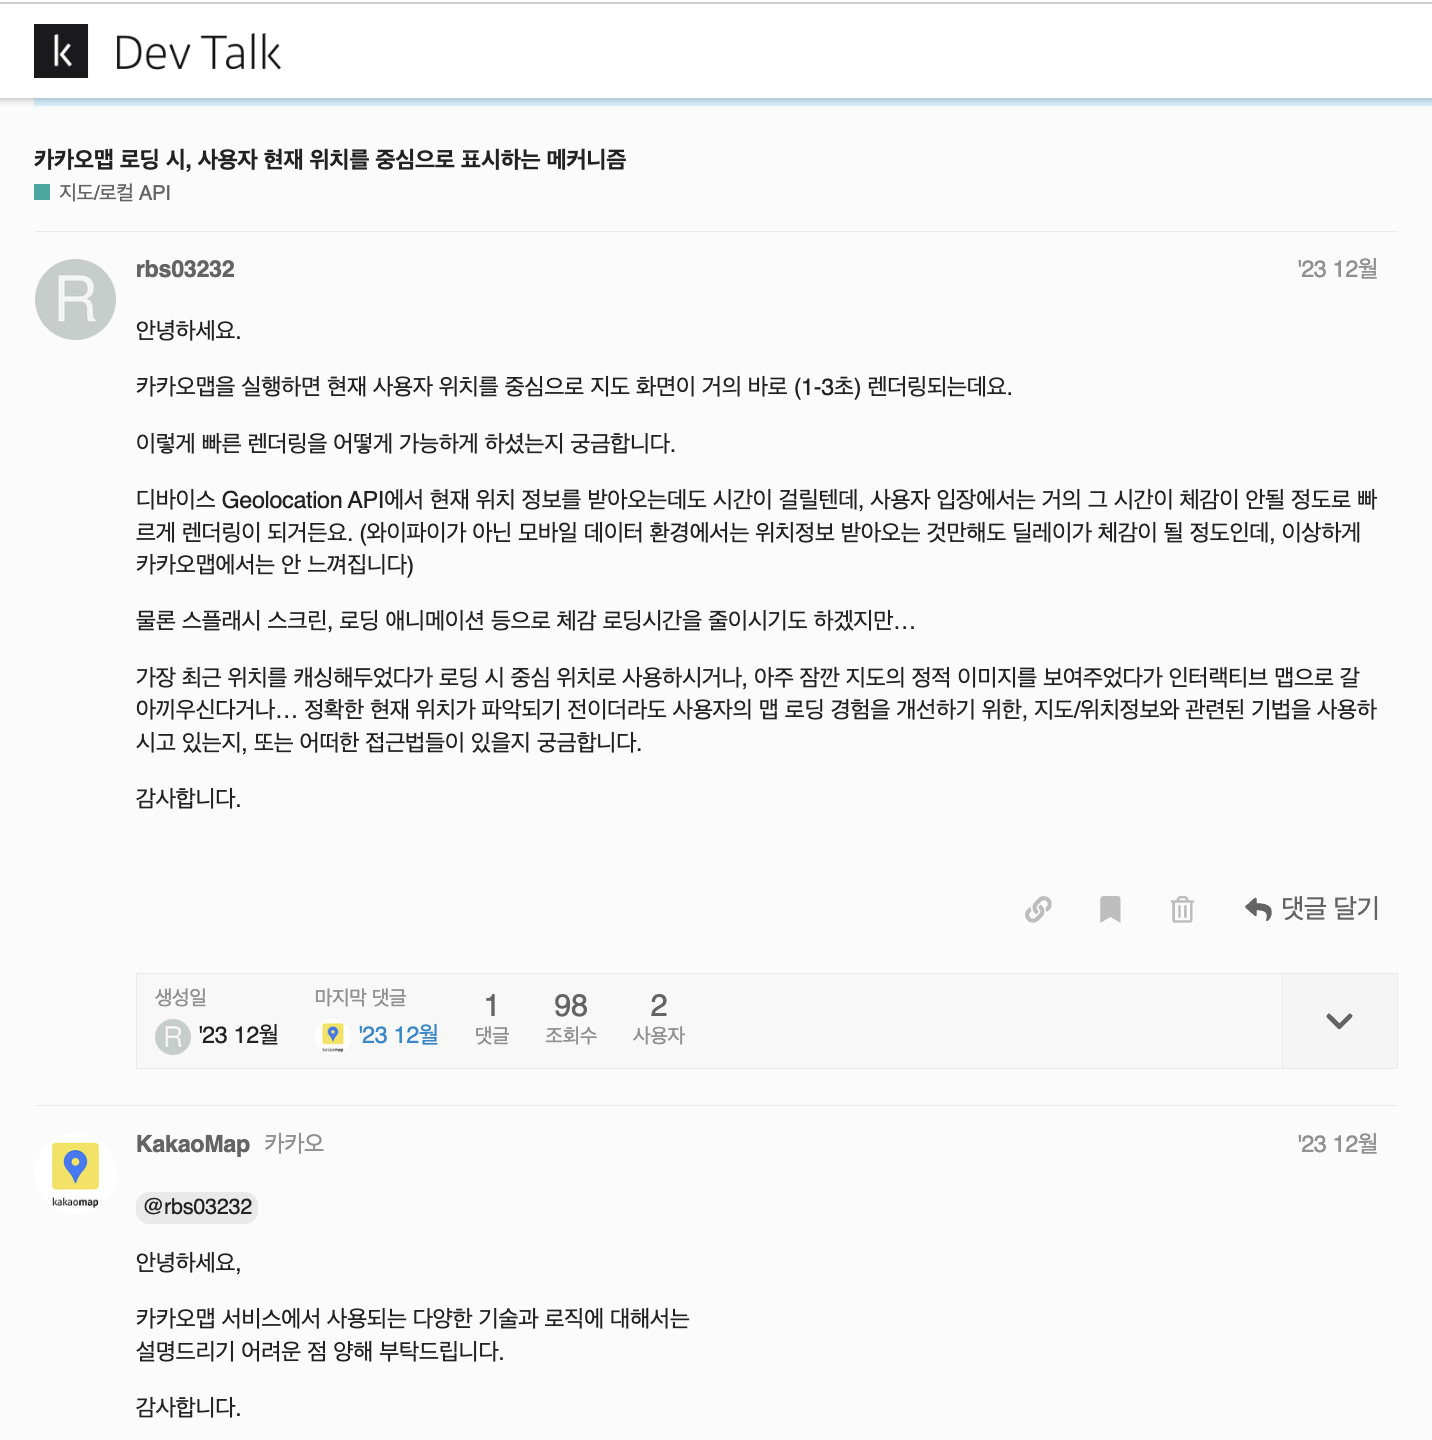 k Dev Talk
카카오맵 로딩 시, 사용자 현재 위치를 중심으로 표시하는 메커니즘
지도/로컬 API
R rbs03232 '23 12월
안녕하세요.
카카오맵을 실행하면 현재 사용자 위치를 중심으로 지도 화면이 거의 바로 (1-3초) 렌더링되는데요.
이렇게 빠른 렌더링을 어떻게 가능하게 하셨는지 궁금합니다.
디바이스 Geolocation API에서 현재 위치 정보를 받아오는데도 시간이 걸릴텐데, 사용자 입장에서는 거의 그 시간이 체감이 안될 정도로 빠
르게 렌더링이 되거든요. (와이파이가 아닌 모바일 데이터 환경에서는 위치정보 받아오는 것만해도 딜레이가 체감이 될 정도인데, 이상하게
카카오맵에서는 안 느껴집니다)
물론 스플래시 스크린, 로딩 애니메이션 등으로 체감 로딩시간을 줄이시기도 하겠지만…
가장 최근 위치를 캐싱해두었다가 로딩 시 중심 위치로 사용하시거나, 아주 잠깐 지도의 정적 이미지를 보여주었다가 인터랙티브 맵으로 갈
아끼우신다거나… 정확한 현재 위치가 파악되기 전이더라도 사용자의 맵 로딩 경험을 개선하기 위한, 지도/위치정보와 관련된 기법을 사용하
시고 있는지, 또는 어떠한 접근법들이 있을지 궁금합니다.
감사합니다.
댓글 달기
생성일 마지막 댓글 1 98 2
R '23 12월 kakaomap '23 12월 댓글 조회수 사용자
KakaoMap 카카오 '23 12월
kakaomap @rbs03232
안녕하세요,
카카오맵 서비스에서 사용되는 다양한 기술과 로직에 대해서는
설명드리기 어려운 점 양해 부탁드립니다.
감사합니다.